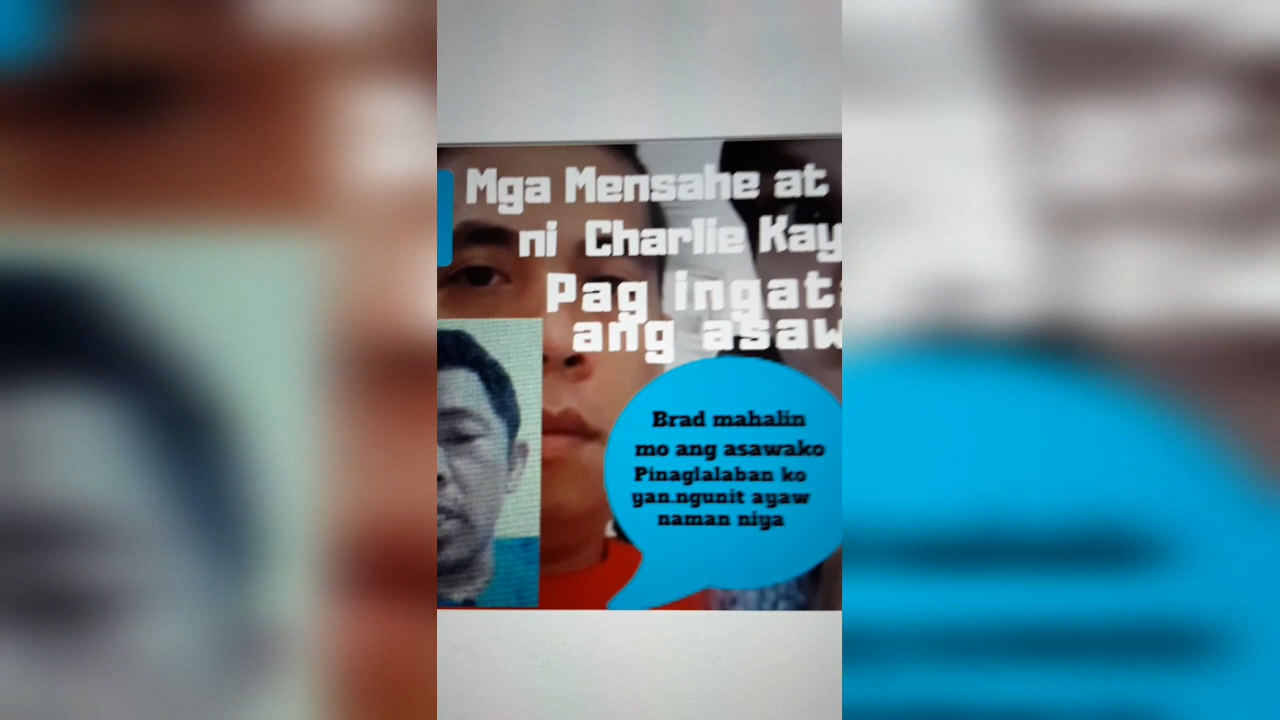 Mga Mensahe at
ni Charlie Kay
Pag ingat
ang asaw
Brad mahalin
mo ang asawako
Pinaglalaban ko
yan.ngunit ayaw
naman niya